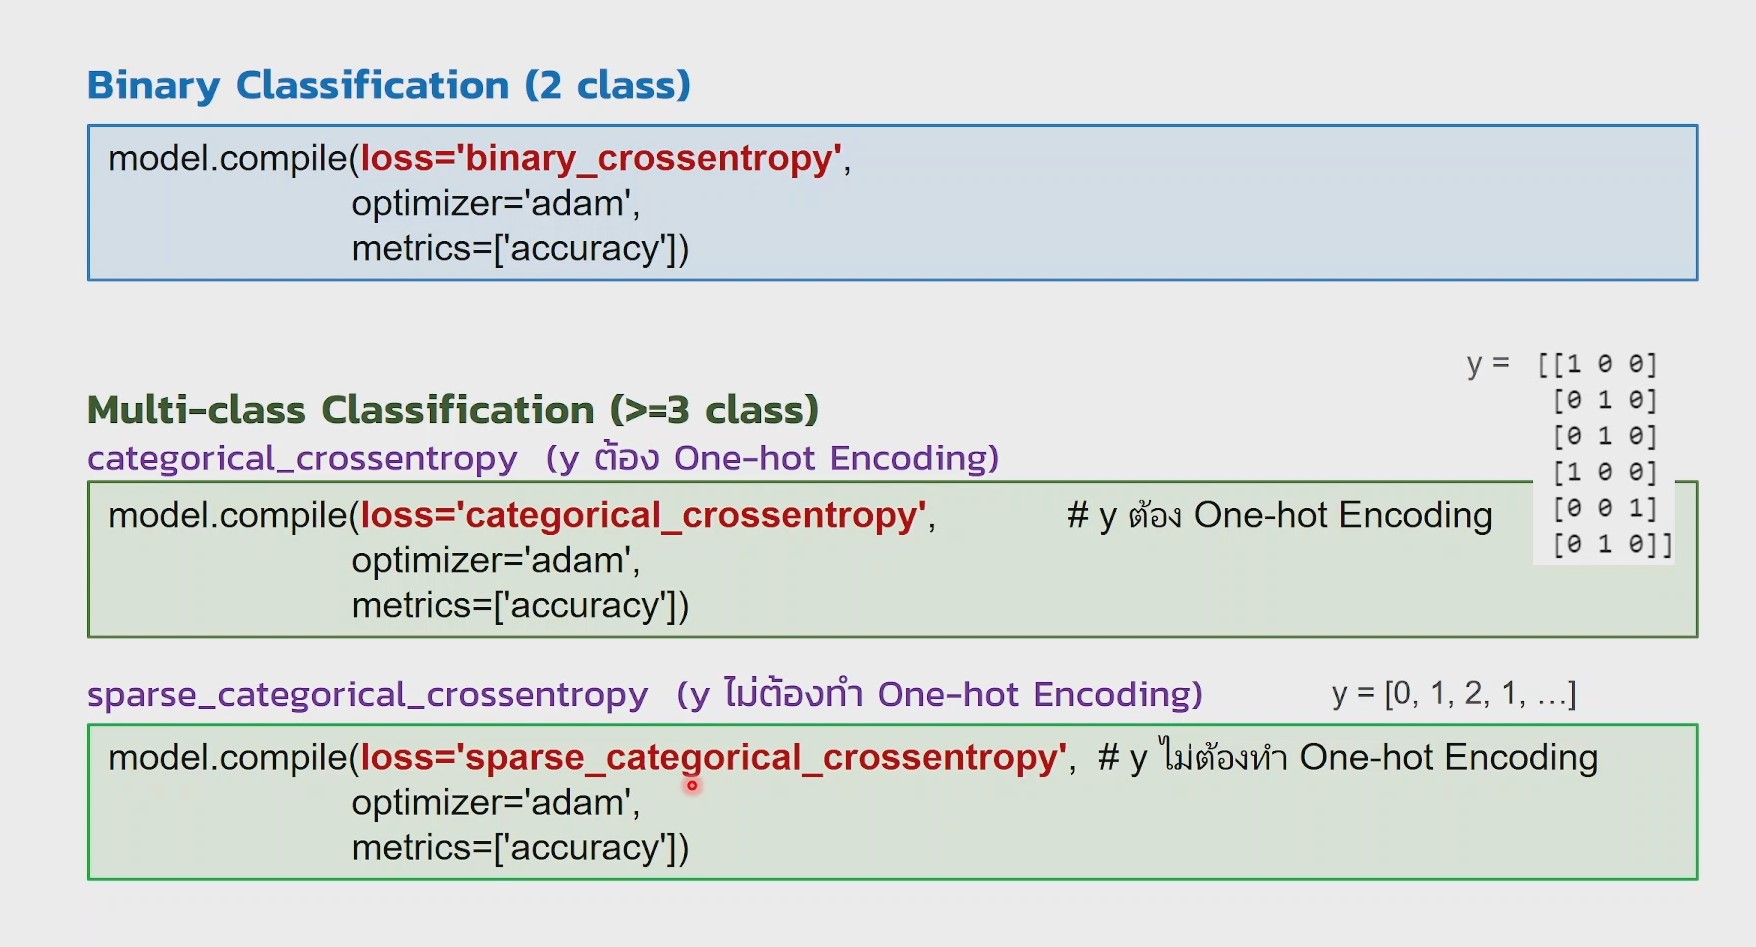 Binary Classification (2 class)
model.compile(loss='binary_crossentropy',
optimizer='adam',
metrics=['accuracy'])
Multi-class Classification (>=3 class)
categorical_crossentropy (y ต้อง One-hot Encoding)
y = [[1 0 0]
[0 1 0]
[0 1 0]
[1 0 0]
[0 0 1]
[0 1 0]]
model.compile(loss='categorical_crossentropy', # y ต้อง One-hot Encoding
optimizer='adam',
metrics=['accuracy'])
sparse_categorical_crossentropy (y ไม่ต้องทำ One-hot Encoding) y = [0, 1, 2, 1, …]
model.compile(loss='sparse_categorical_crossentropy', # y ไม่ต้องทำ One-hot Encoding
optimizer='adam',
metrics=['accuracy'])